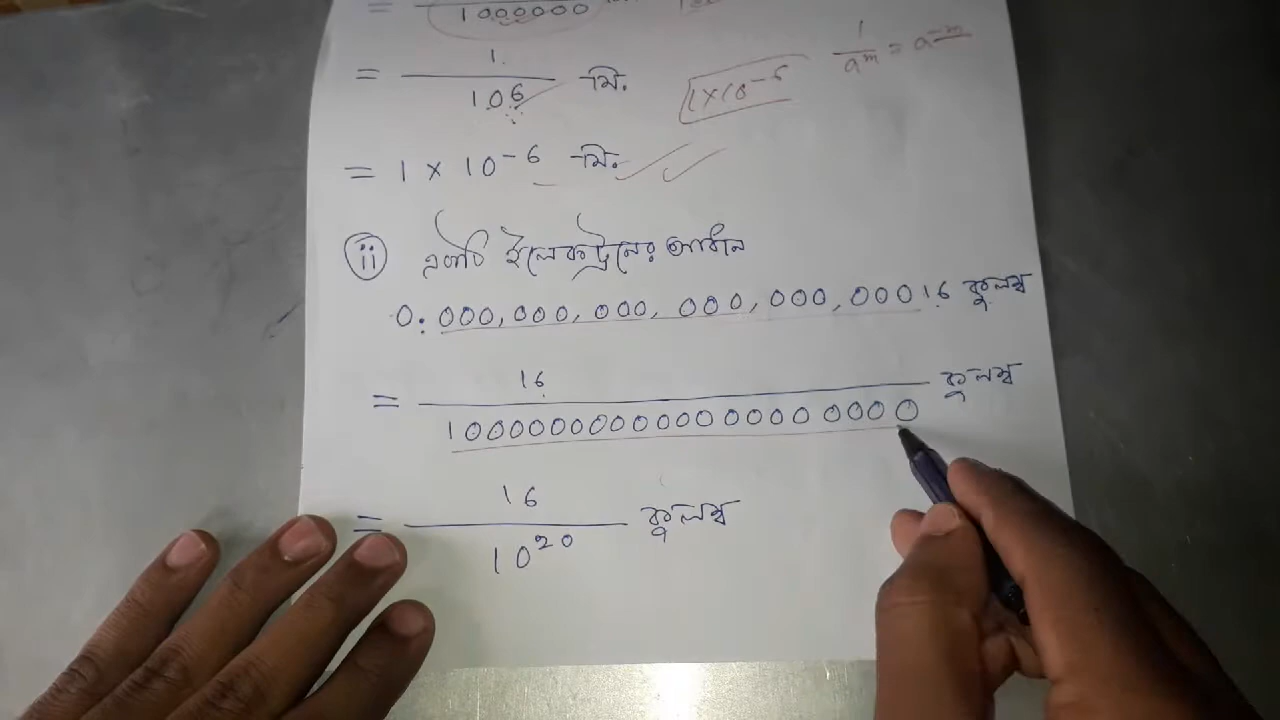 = 1000000
= 1/106 মি. 1×10⁻⁶ 1/aᵐ = a⁻ᵐ
= 1 × 10⁻⁶ মি.
ii একটি ইলেকট্রনের আধান
0.000,000,000,000,000,00016 কুলম্ব
= 16/100000000000000000000 কুলম্ব
= 16/10²⁰ কুলম্ব